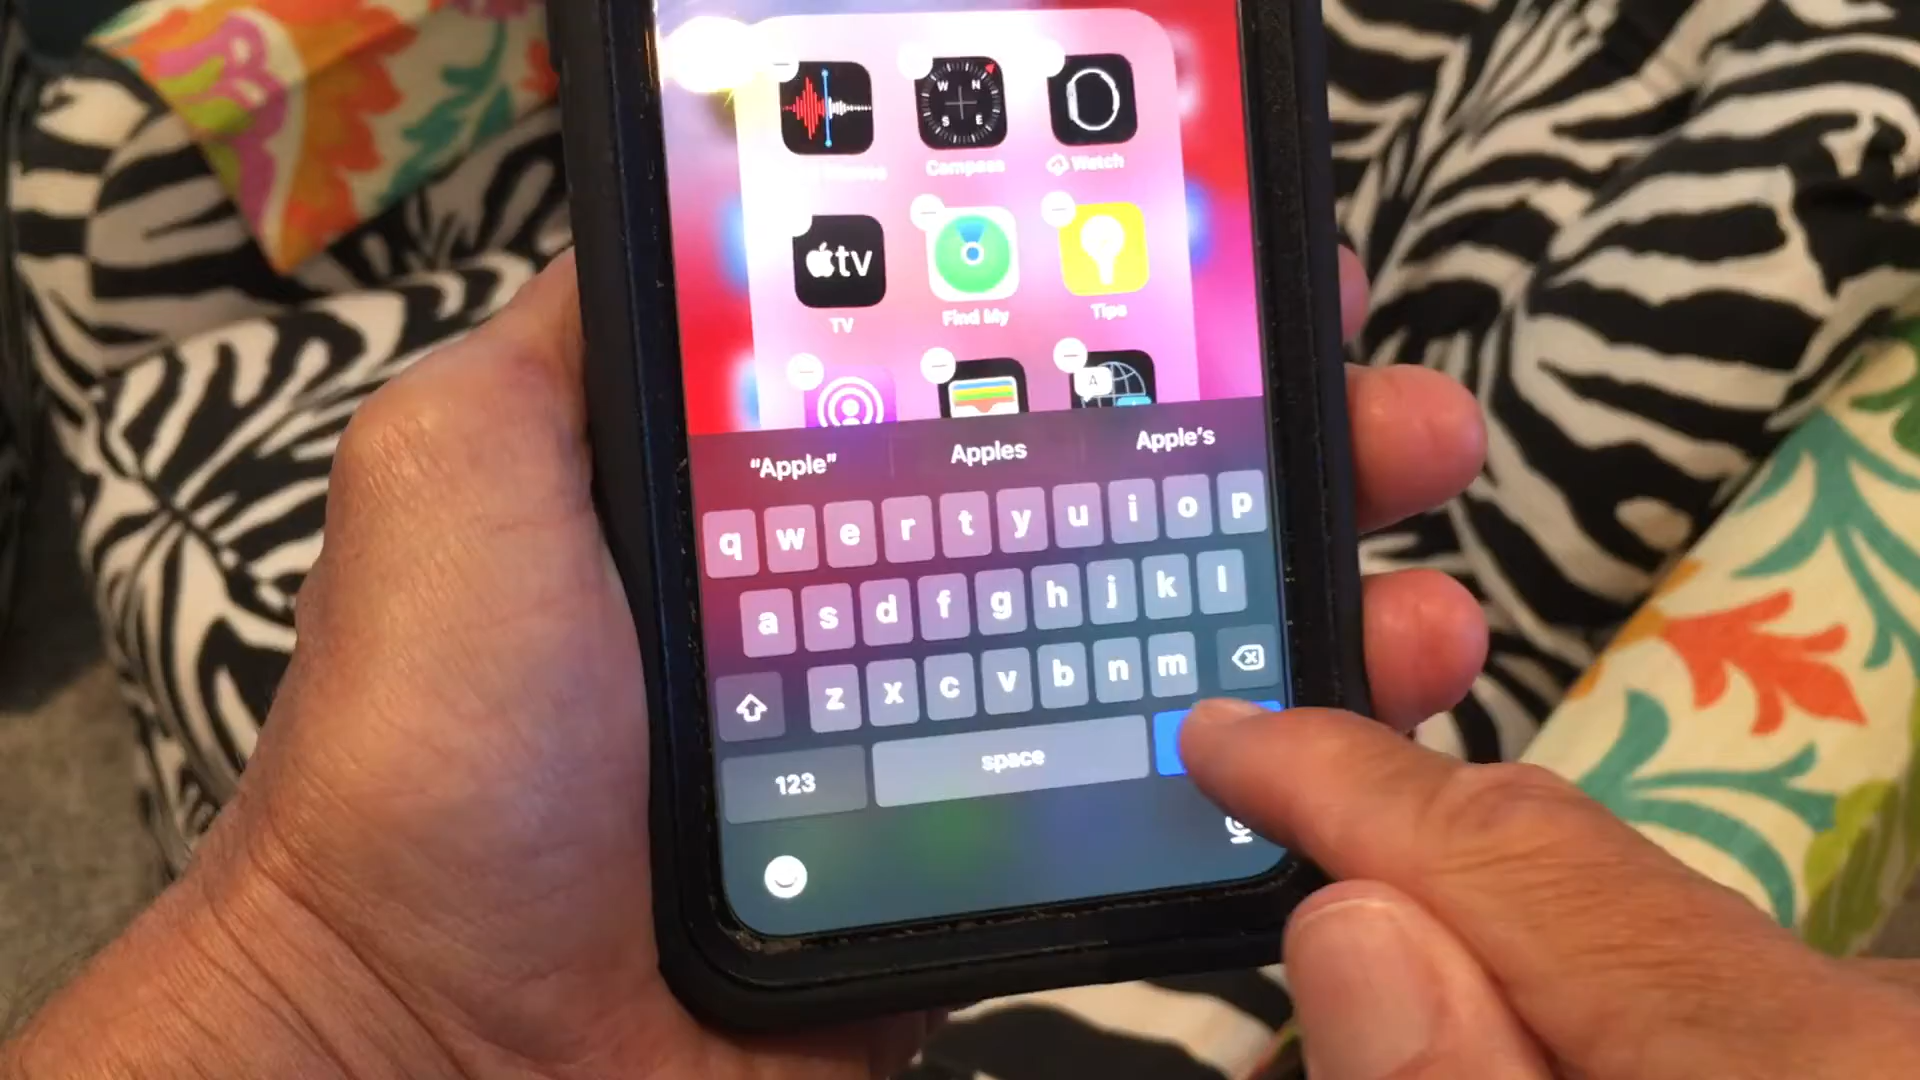 W N
S E
Compass
Watch
tv
TV
Find My
Tips
A
"Apple"
Apples
Apple's
q w e r t y u i o p
a s d f g h j k l
z x c v b n m
123
space